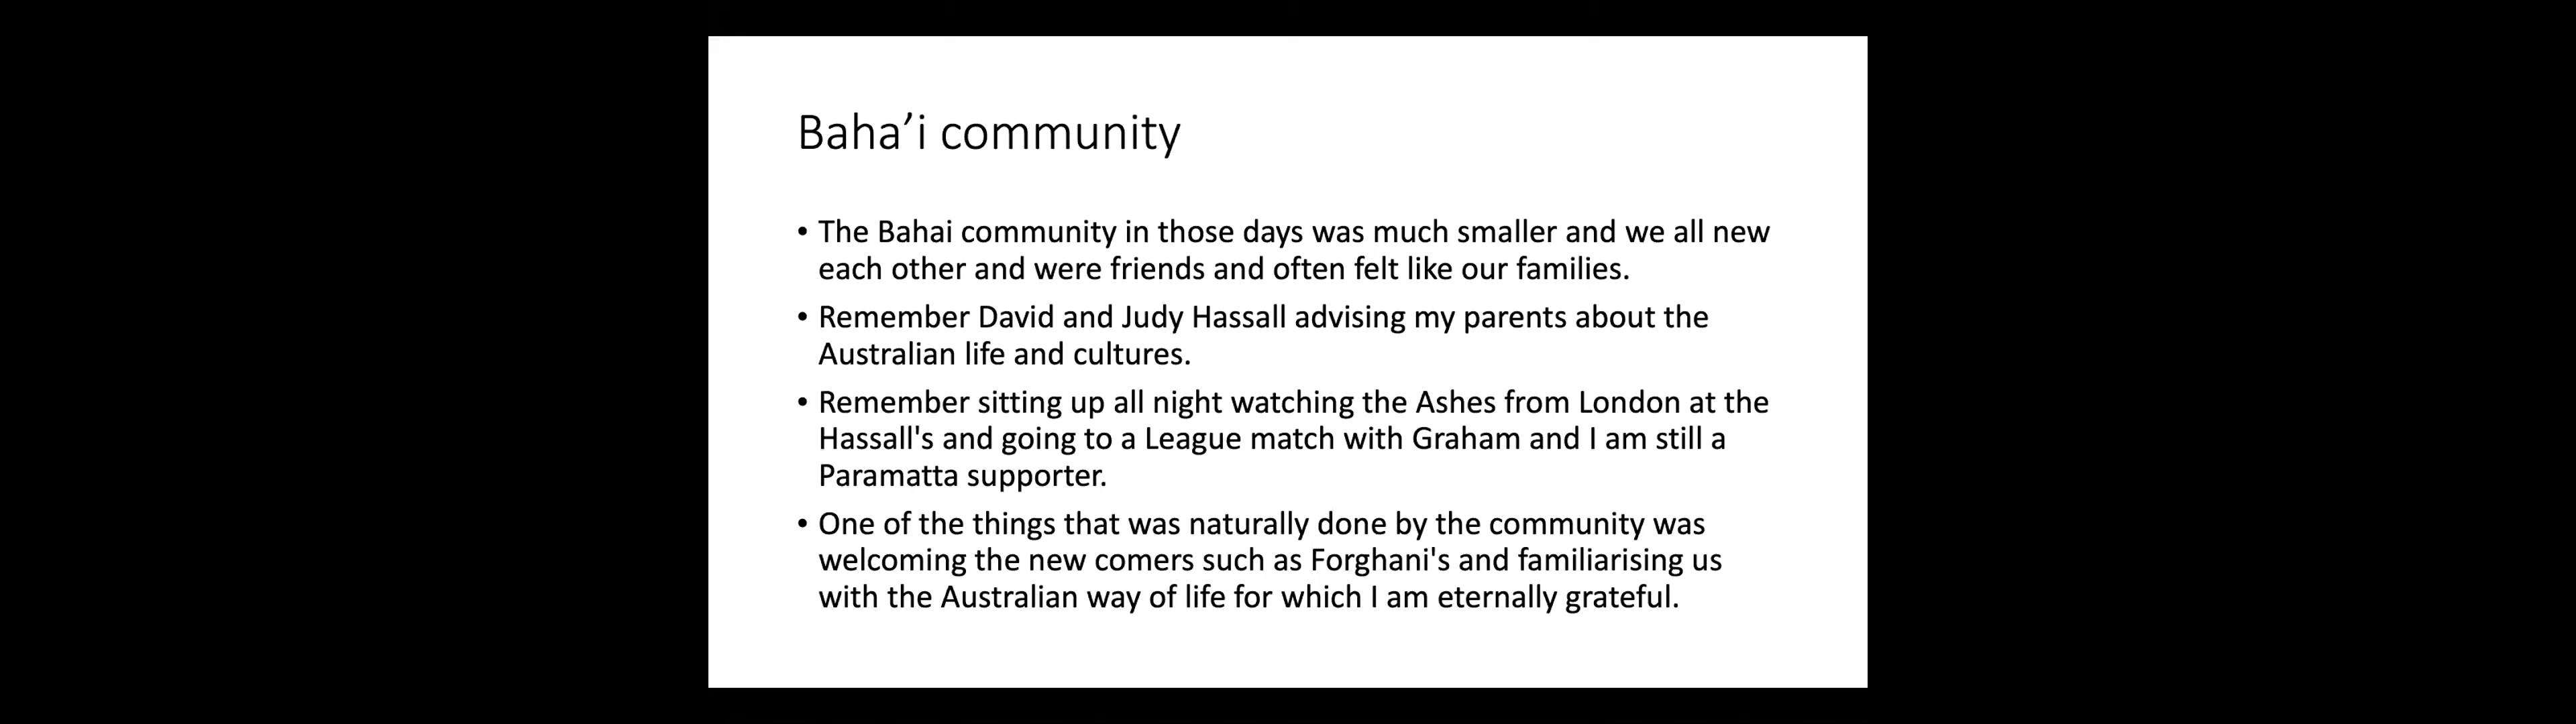 Baha’i community
• The Bahai community in those days was much smaller and we all new
each other and were friends and often felt like our families.
• Remember David and Judy Hassall advising my parents about the
Australian life and cultures.
• Remember sitting up all night watching the Ashes from London at the
Hassall's and going to a League match with Graham and I am still a
Paramatta supporter.
• One of the things that was naturally done by the community was
welcoming the new comers such as Forghani's and familiarising us
with the Australian way of life for which I am eternally grateful.